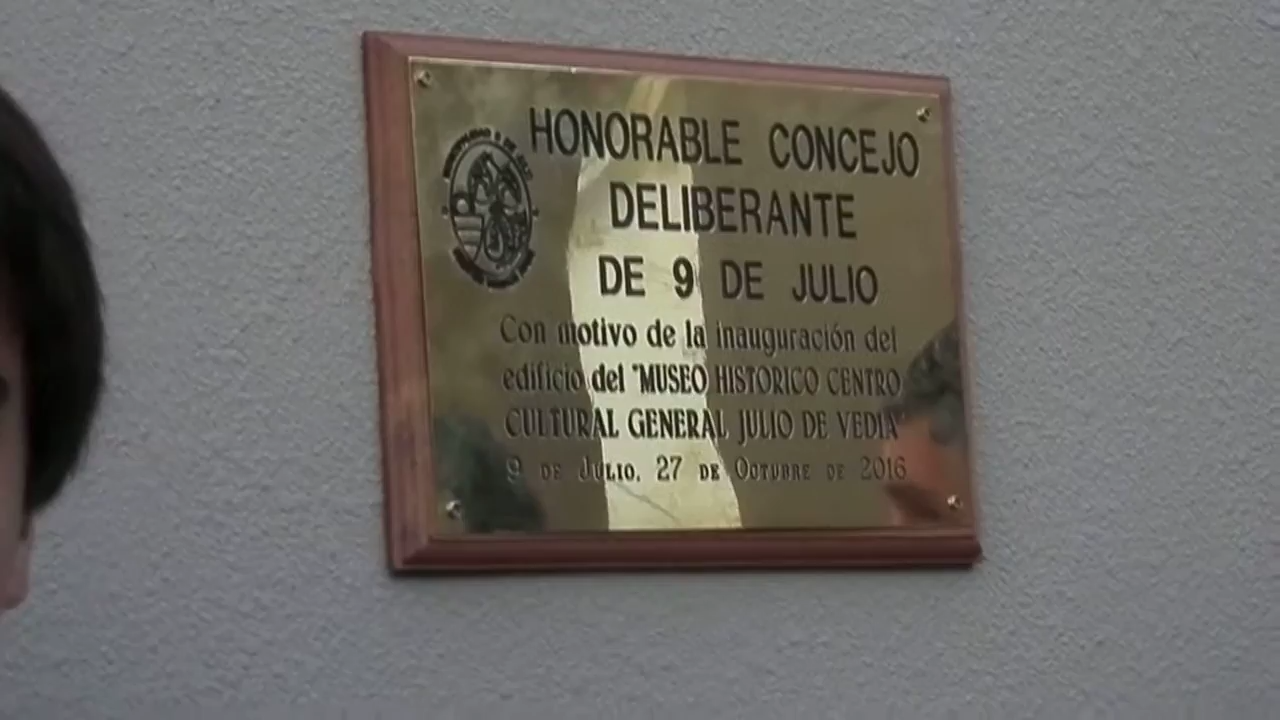 HONORABLE CONCEJO
DELIBERANTE
DE 9 DE JULIO
Con motivo de la inauguración del
edificio del "MUSEO HISTORICO CENTRO
CULTURAL GENERAL JULIO DE VEDIA"
9 DE JULIO, 27 DE OCTUBRE DE 2016